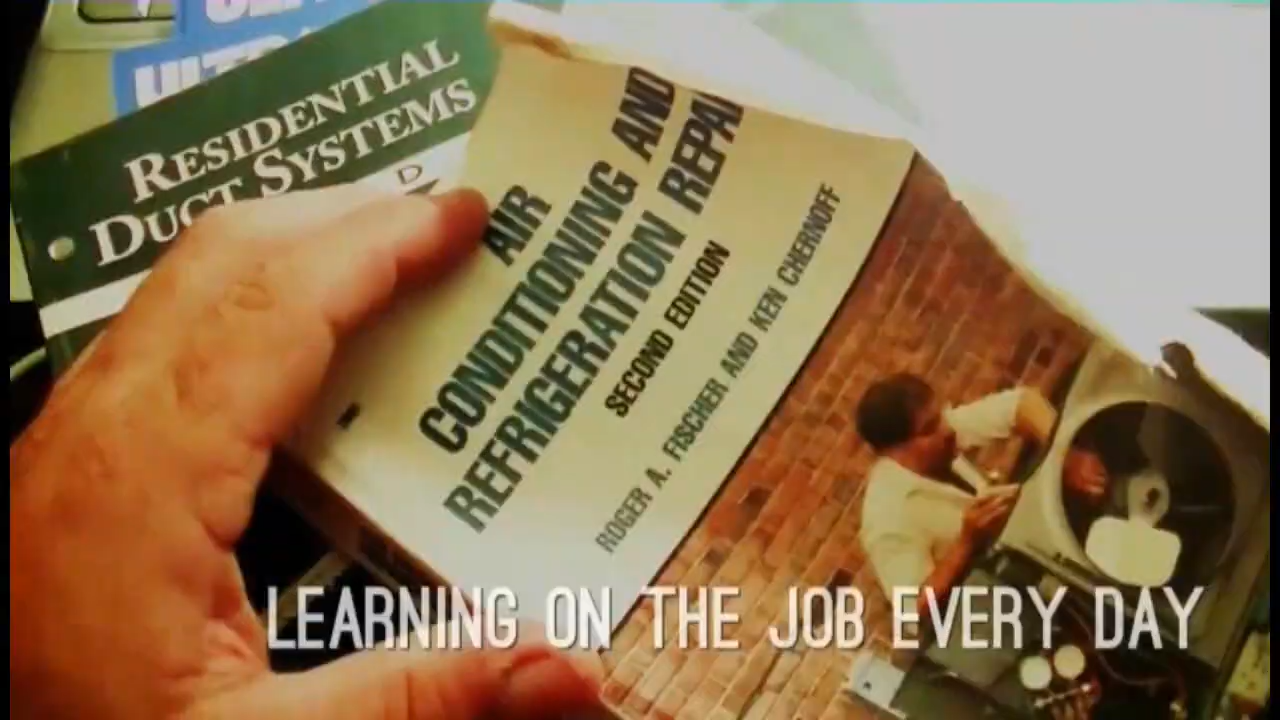 RESIDENTIAL
DUCT SYSTEMS
D
AIR
CONDITIONING AND
REFRIGERATION REPAI
SECOND EDITION
ROGER A. FISCHER AND KEN CHERNOFF
LEARNING ON THE JOB EVERY DAY